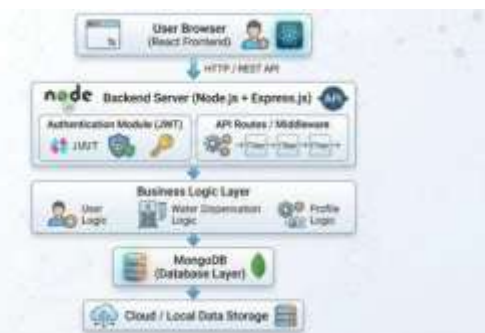 User Browser
(React Frontend)
HTTP / REST API
node Backend Server (Node.js + Express.js) API
Authentication Module (JWT)
API Routes / Middleware
JWT
Business Logic Layer
User Logic
Water Dispensation Logic
Profile Logic
MongoDB
(Database Layer)
Cloud / Local Data Storage